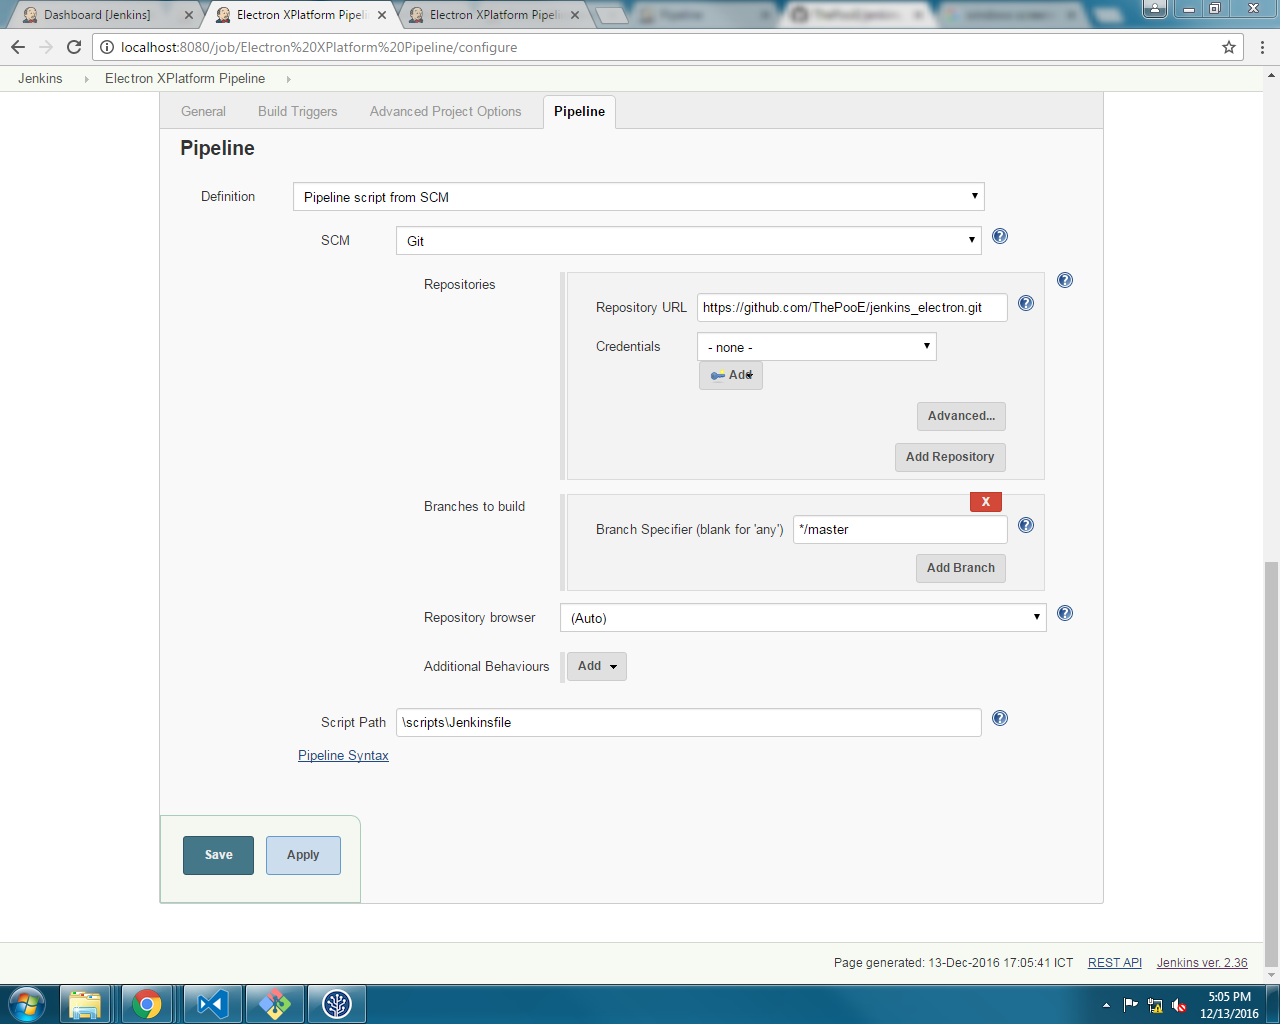 Dashboard [Jenkins]
Electron XPlatform Pipeli
Electron XPlatform Pipeli
Pipeline
localhost:8080/job/Electron%20XPlatform%20Pipeline/configure
Jenkins
Electron XPlatform Pipeline
General
Build Triggers
Advanced Project Options
Pipeline
Pipeline
Definition
Pipeline script from SCM
SCM
Git
Repositories
Repository URL
https://github.com/ThePooE/jenkins_electron.git
Credentials
- none -
Add
Advanced...
Add Repository
Branches to build
X
Branch Specifier (blank for 'any')
*/master
Add Branch
Repository browser
(Auto)
Additional Behaviours
Add
Script Path
\scripts\Jenkinsfile
Pipeline Syntax
Save
Apply
Page generated: 13-Dec-2016 17:05:41 ICT
REST API
Jenkins ver. 2.36
5:05 PM
12/13/2016